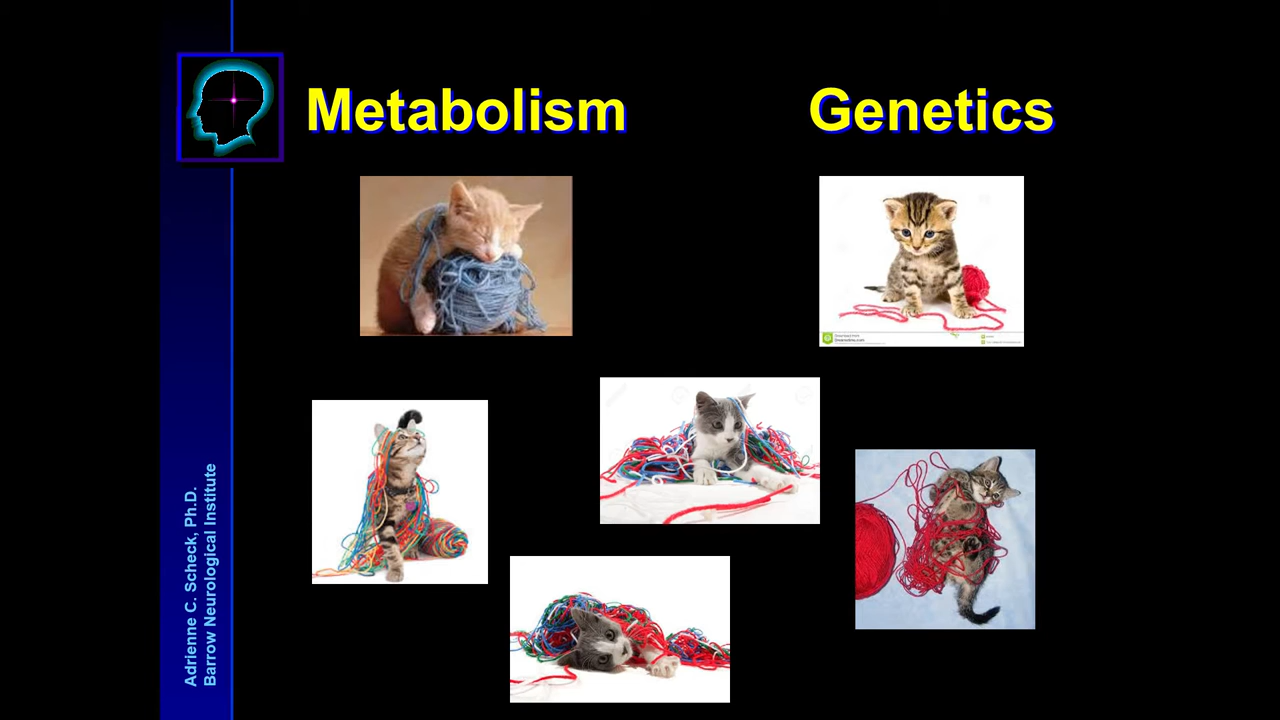 Metabolism
Genetics
Adrienne C. Scheck, Ph.D.
Barrow Neurological Institute